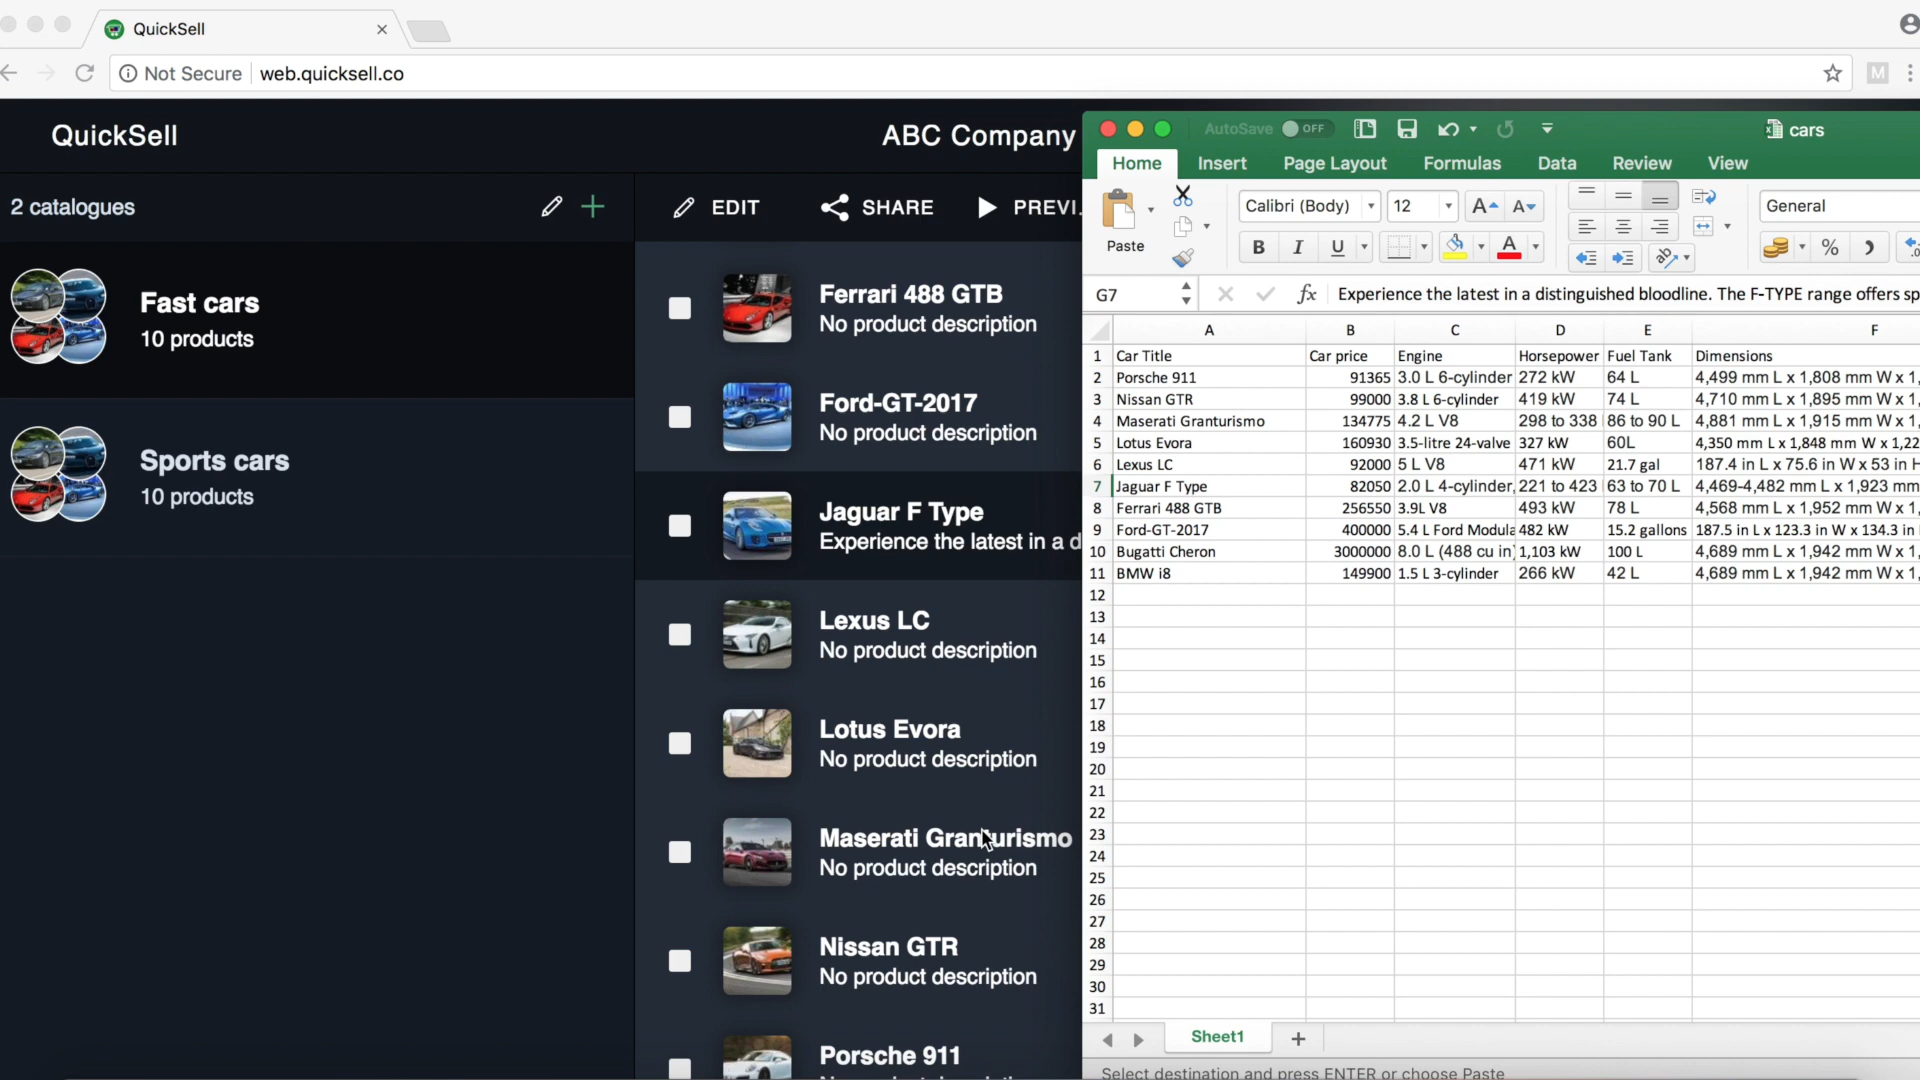 QuickSell
Not Secure
web.quicksell.co
M
QuickSell
ABC Company
2 catalogues
EDIT
SHARE
PREVI
Fast cars
10 products
Sports cars
10 products
Ferrari 488 GTB
No product description
Ford-GT-2017
No product description
Jaguar F Type
Experience the latest in a d
Lexus LC
No product description
Lotus Evora
No product description
Maserati Granturismo
No product description
Nissan GTR
No product description
Porsche 911
AutoSave OFF
cars
Home Insert Page Layout Formulas Data Review View
Paste
Calibri (Body) 12
General
B I U A %
G7 fx Experience the latest in a distinguished bloodline. The F-TYPE range offers sp
A B C D E F
1 Car Title Car price Engine Horsepower Fuel Tank Dimensions
2 Porsche 911 91365 3.0 L 6-cylinder 272 kW 64 L 4,499 mm L x 1,808 mm W x 1,
3 Nissan GTR 99000 3.8 L 6-cylinder 419 kW 74 L 4,710 mm L x 1,895 mm W x 1,
4 Maserati Granturismo 134775 4.2 L V8 298 to 338 86 to 90 L 4,881 mm L x 1,915 mm W x 1,
5 Lotus Evora 160930 3.5-litre 24-valve 327 kW 60L 4,350 mm L x 1,848 mm W x 1,22
6 Lexus LC 92000 5 L V8 471 kW 21.7 gal 187.4 in L x 75.6 in W x 53 in H
7 Jaguar F Type 82050 2.0 L 4-cylinder, 221 to 423 63 to 70 L 4,469-4,482 mm L x 1,923 mm
8 Ferrari 488 GTB 256550 3.9L V8 493 kW 78 L 4,568 mm L x 1,952 mm W x 1,
9 Ford-GT-2017 400000 5.4 L Ford Modula 482 kW 15.2 gallons 187.5 in L x 123.3 in W x 134.3 in
10 Bugatti Cheron 3000000 8.0 L (488 cu in) 1,103 kW 100 L 4,689 mm L x 1,942 mm W x 1,
11 BMW i8 149900 1.5 L 3-cylinder 266 kW 42 L 4,689 mm L x 1,942 mm W x 1,
12
13
14
15
16
17
18
19
20
21
22
23
24
25
26
27
28
29
30
31
Sheet1
Select destination and press ENTER or choose Paste